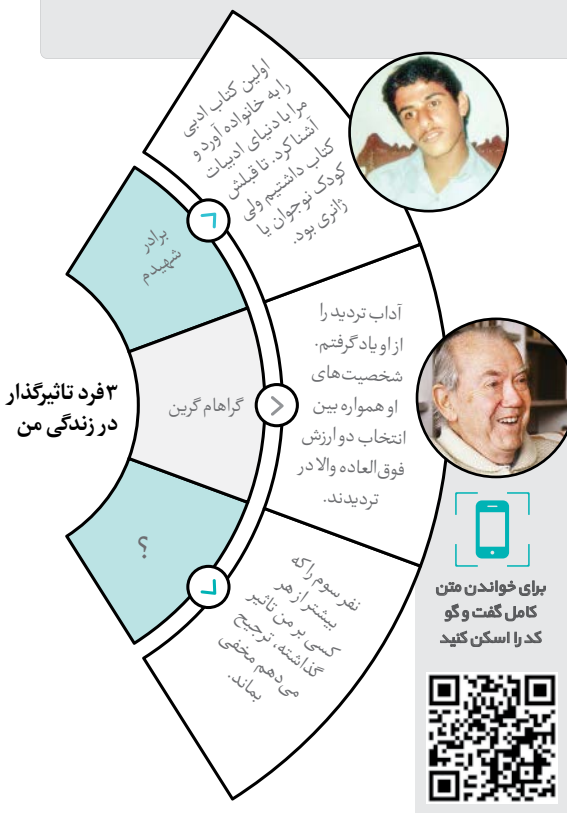 ۳ فرد تاثیرگذار
در زندگی من
برادر
شهیدم
اولین کتاب ادبی
را به خانواده آورد و
مرا با دنیای ادبیات
آشنا کرد. تا قبلش
کتاب داشتیم ولی
کودک نوجوان یا
ژانری بود.
گراهام گرین
آداب تردید را
از او یاد گرفتم.
شخصیت‌های
او همواره بین
انتخاب دو ارزش
فوق‌العاده والا در
تردیدند.
؟
نفر سوم را که
بیشتر از هر
کسی بر من تاثیر
گذاشته، ترجیح
می‌دهم مخفی
بماند.
برای خواندن متن
کامل گفت و گو
کد را اسکن کنید